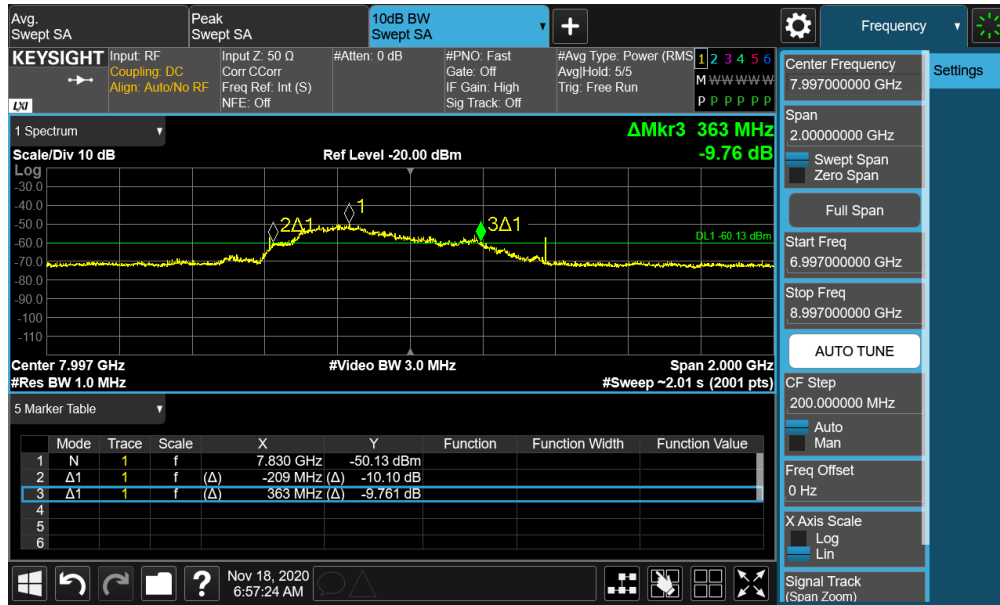 Avg.
Swept SA
Peak
Swept SA
10dB BW
Swept SA
Frequency
KEYSIGHT
LXI
Input: RF
Coupling: DC
Align: Auto/No RF
Input Z: 50 Ω
Corr CCorr
Freq Ref: Int (S)
NFE: Off
#Atten: 0 dB
#PNO: Fast
Gate: Off
IF Gain: High
Sig Track: Off
#Avg Type: Power (RMS
Avg|Hold: 5/5
Trig: Free Run
1 2 3 4 5 6
M W W W W W
P P P P P P
1 Spectrum
Scale/Div 10 dB
Ref Level -20.00 dBm
ΔMkr3 363 MHz
-9.76 dB
Log
-30.0
-40.0
-50.0
-60.0
-70.0
-80.0
-90.0
-100
-110
2Δ1
1
3Δ1
DL1 -60.13 dBm
Center 7.997 GHz
#Video BW 3.0 MHz
Span 2.000 GHz
#Res BW 1.0 MHz
#Sweep ~2.01 s (2001 pts)
5 Marker Table
Mode Trace Scale X Y Function Function Width Function Value
1 N 1 f 7.830 GHz -50.13 dBm
2 Δ1 1 f (Δ) -209 MHz (Δ) -10.10 dB
3 Δ1 1 f (Δ) 363 MHz (Δ) -9.761 dB
4
5
6
Nov 18, 2020
6:57:24 AM
Center Frequency
7.997000000 GHz
Span
2.00000000 GHz
Swept Span
Zero Span
Full Span
Start Freq
6.997000000 GHz
Stop Freq
8.997000000 GHz
AUTO TUNE
CF Step
200.000000 MHz
Auto
Man
Freq Offset
0 Hz
X Axis Scale
Log
Lin
Signal Track
(Span Zoom)
Settings